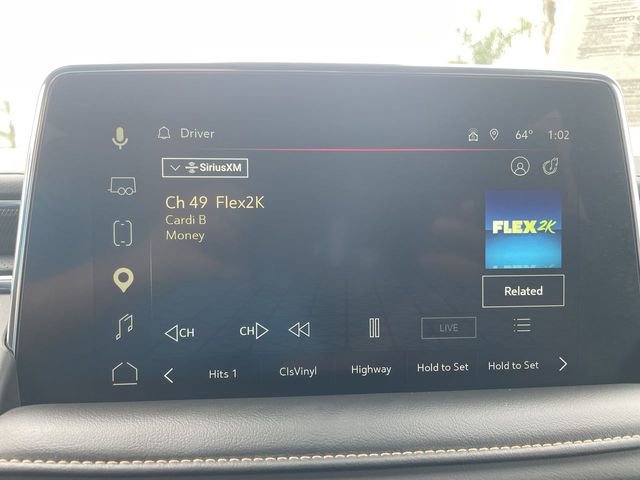 Driver
64° 1:02
SiriusXM
Ch 49 Flex2K
Cardi B
Money
FLEX2K
Related
CH CH LIVE
Hits 1 ClsVinyl Highway Hold to Set Hold to Set